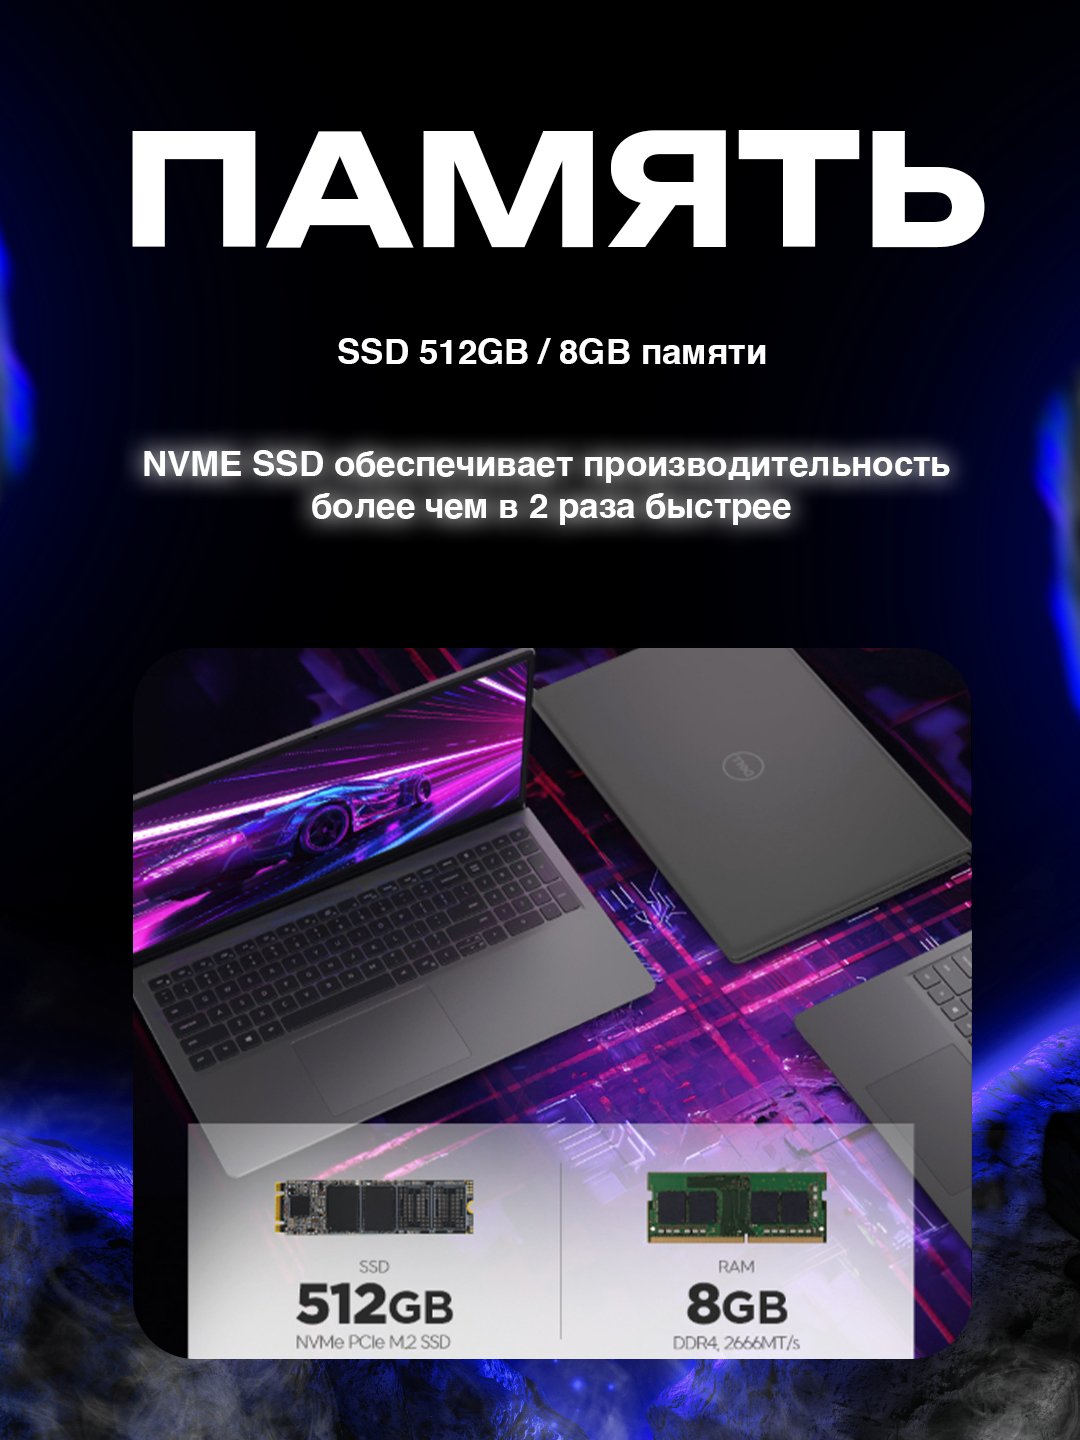 ПАМЯТЬ
SSD 512GB / 8GB памяти
NVME SSD обеспечивает производительность
более чем в 2 раза быстрее
DELL
SSD
512GB
NVMe PCIe M.2 SSD
RAM
8GB
DDR4, 2666MT/s